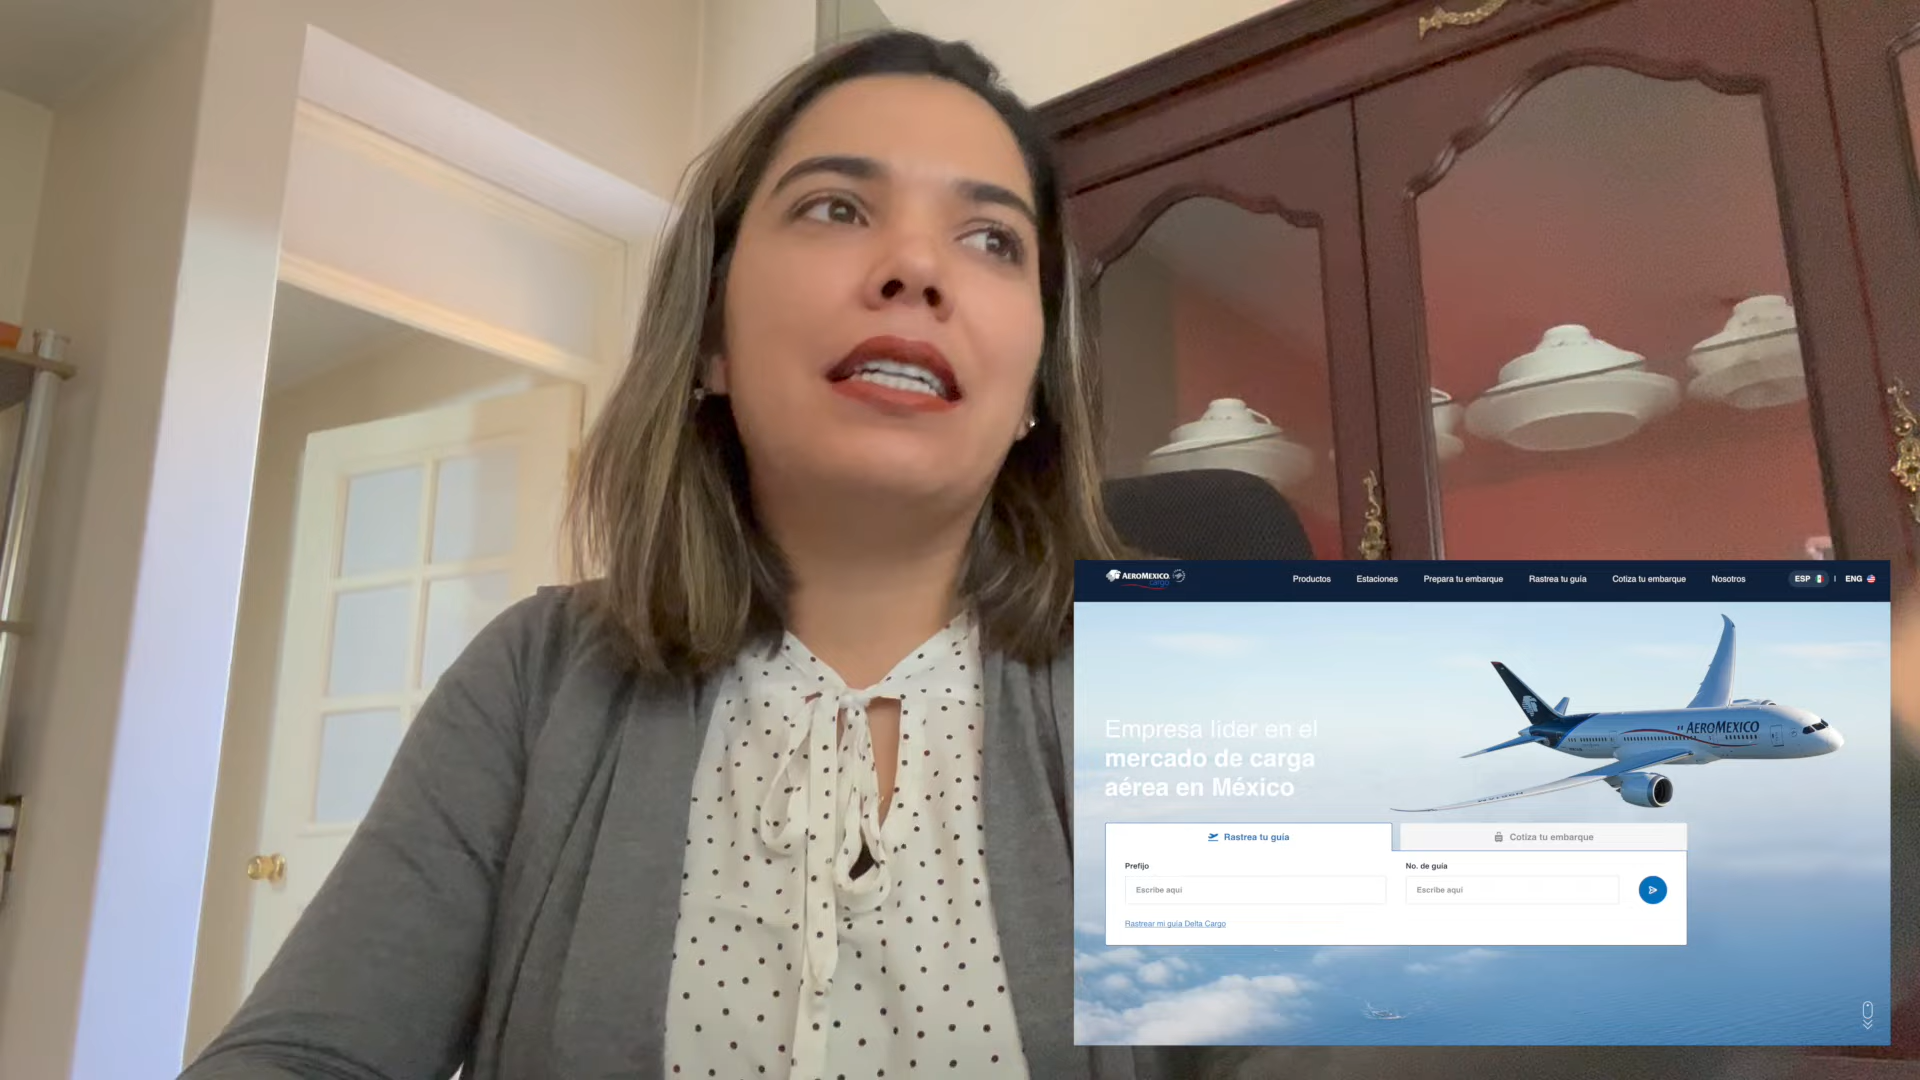 AEROMEXICO
cargo
Productos
Estaciones
Prepara tu embarque
Rastrea tu guía
Cotiza tu embarque
Nosotros
ESP | ENG
Empresa líder en el
mercado de carga
aérea en México
AEROMEXICO
Rastrea tu guía
Cotiza tu embarque
Prefijo
No. de guía
Escribe aquí
Escribe aquí
Rastrear mi guía Delta Cargo